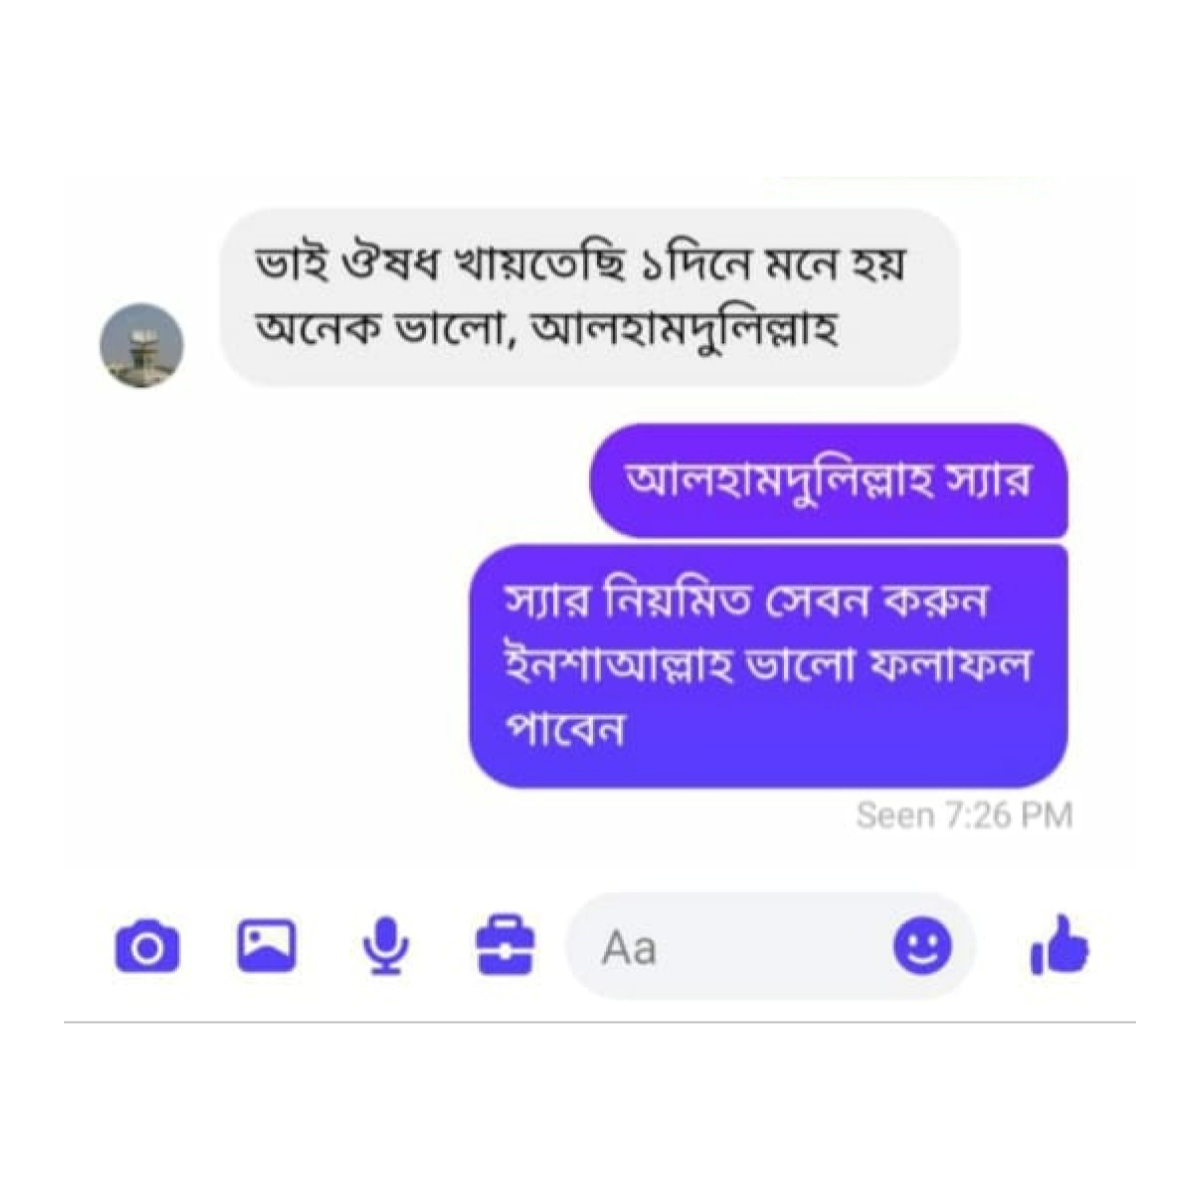 ভাই ঔষধ খায়তেছি ১দিনে মনে হয়
অনেক ভালো, আলহামদুলিল্লাহ
আলহামদুলিল্লাহ স্যার
স্যার নিয়মিত সেবন করুন
ইনশাআল্লাহ ভালো ফলাফল
পাবেন
Seen 7:26 PM
Aa